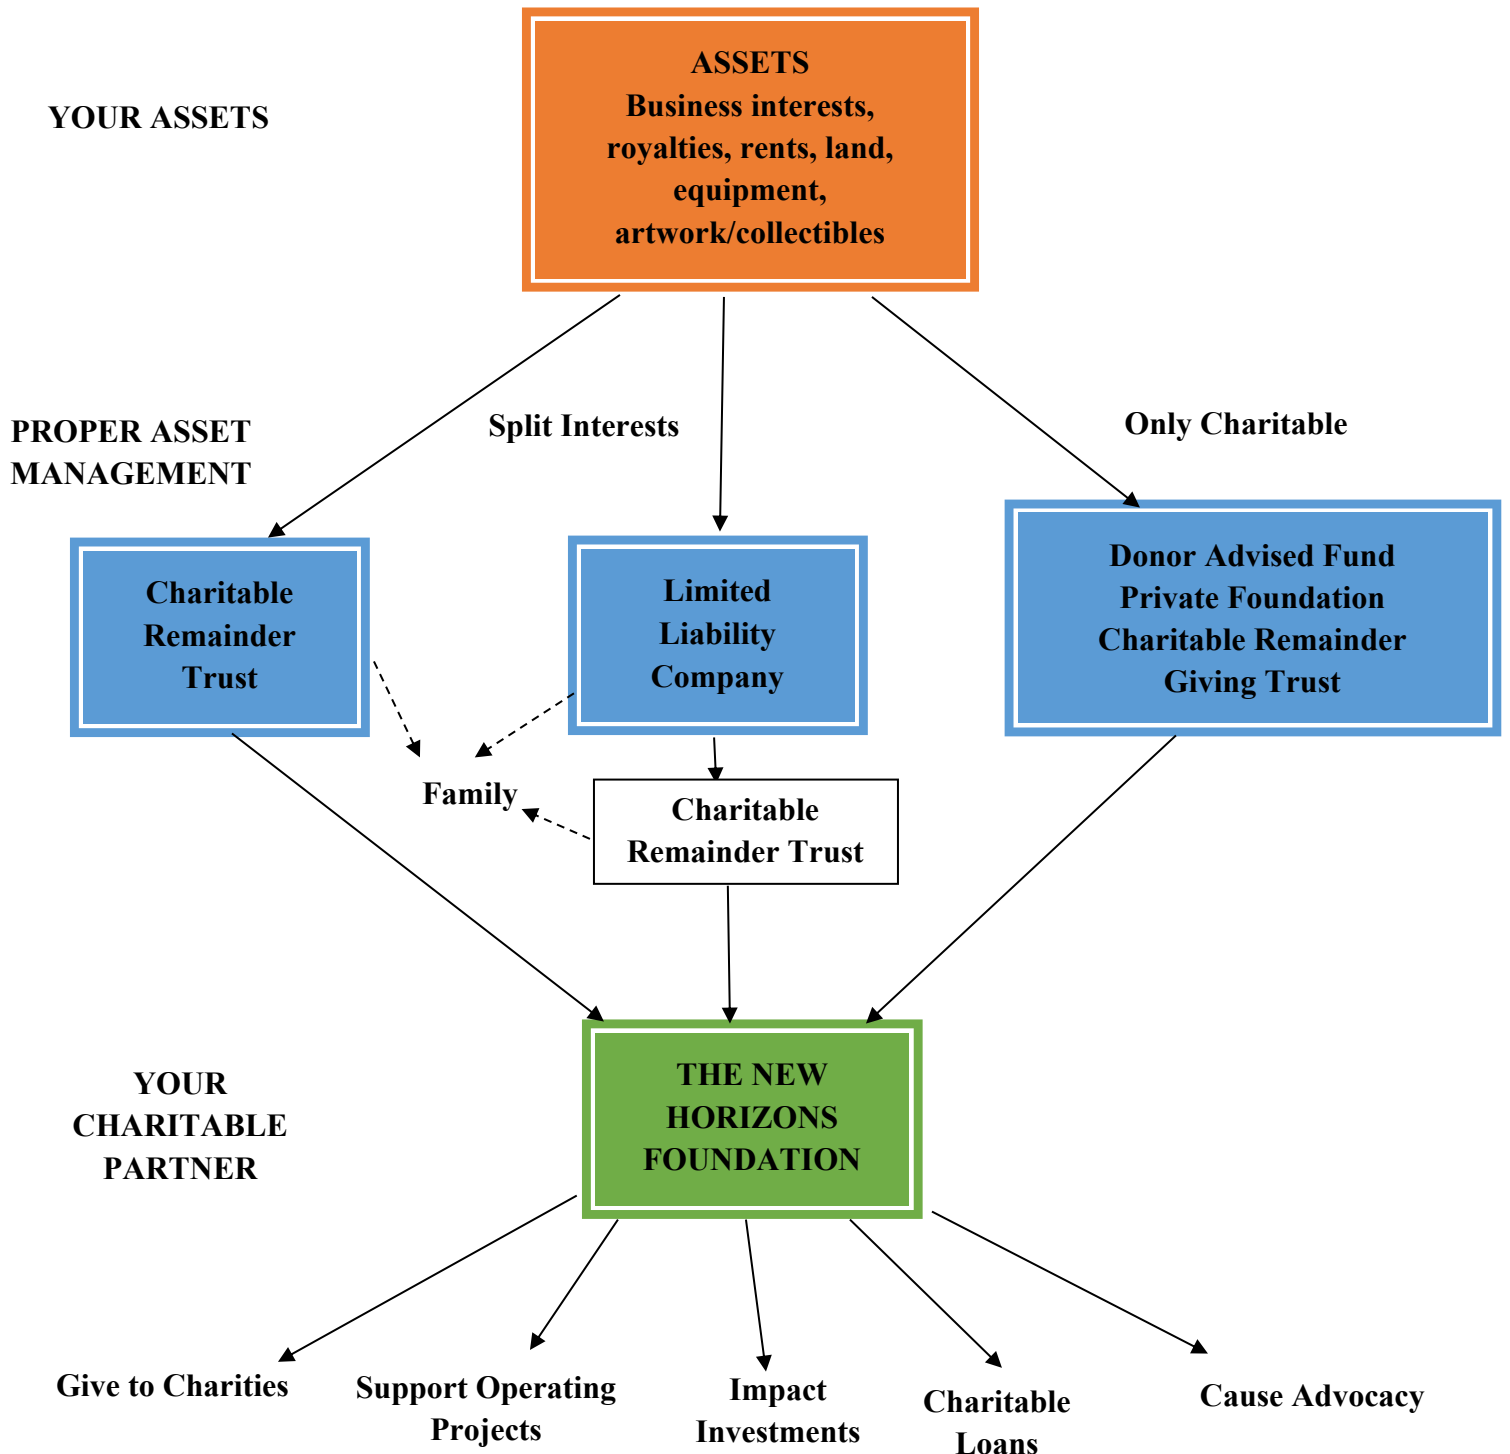 YOUR ASSETS
ASSETS
Business interests,
royalties, rents, land,
equipment,
artwork/collectibles
PROPER ASSET
MANAGEMENT
Split Interests
Only Charitable
Charitable
Remainder
Trust
Limited
Liability
Company
Donor Advised Fund
Private Foundation
Charitable Remainder
Giving Trust
Family
Charitable
Remainder Trust
YOUR
CHARITABLE
PARTNER
THE NEW
HORIZONS
FOUNDATION
Give to Charities
Support Operating
Projects
Impact
Investments
Charitable
Loans
Cause Advocacy